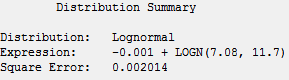 Distribution Summary
Distribution: Lognormal
Expression: -0.001 + LOGN(7.08, 11.7)
Square Error: 0.002014